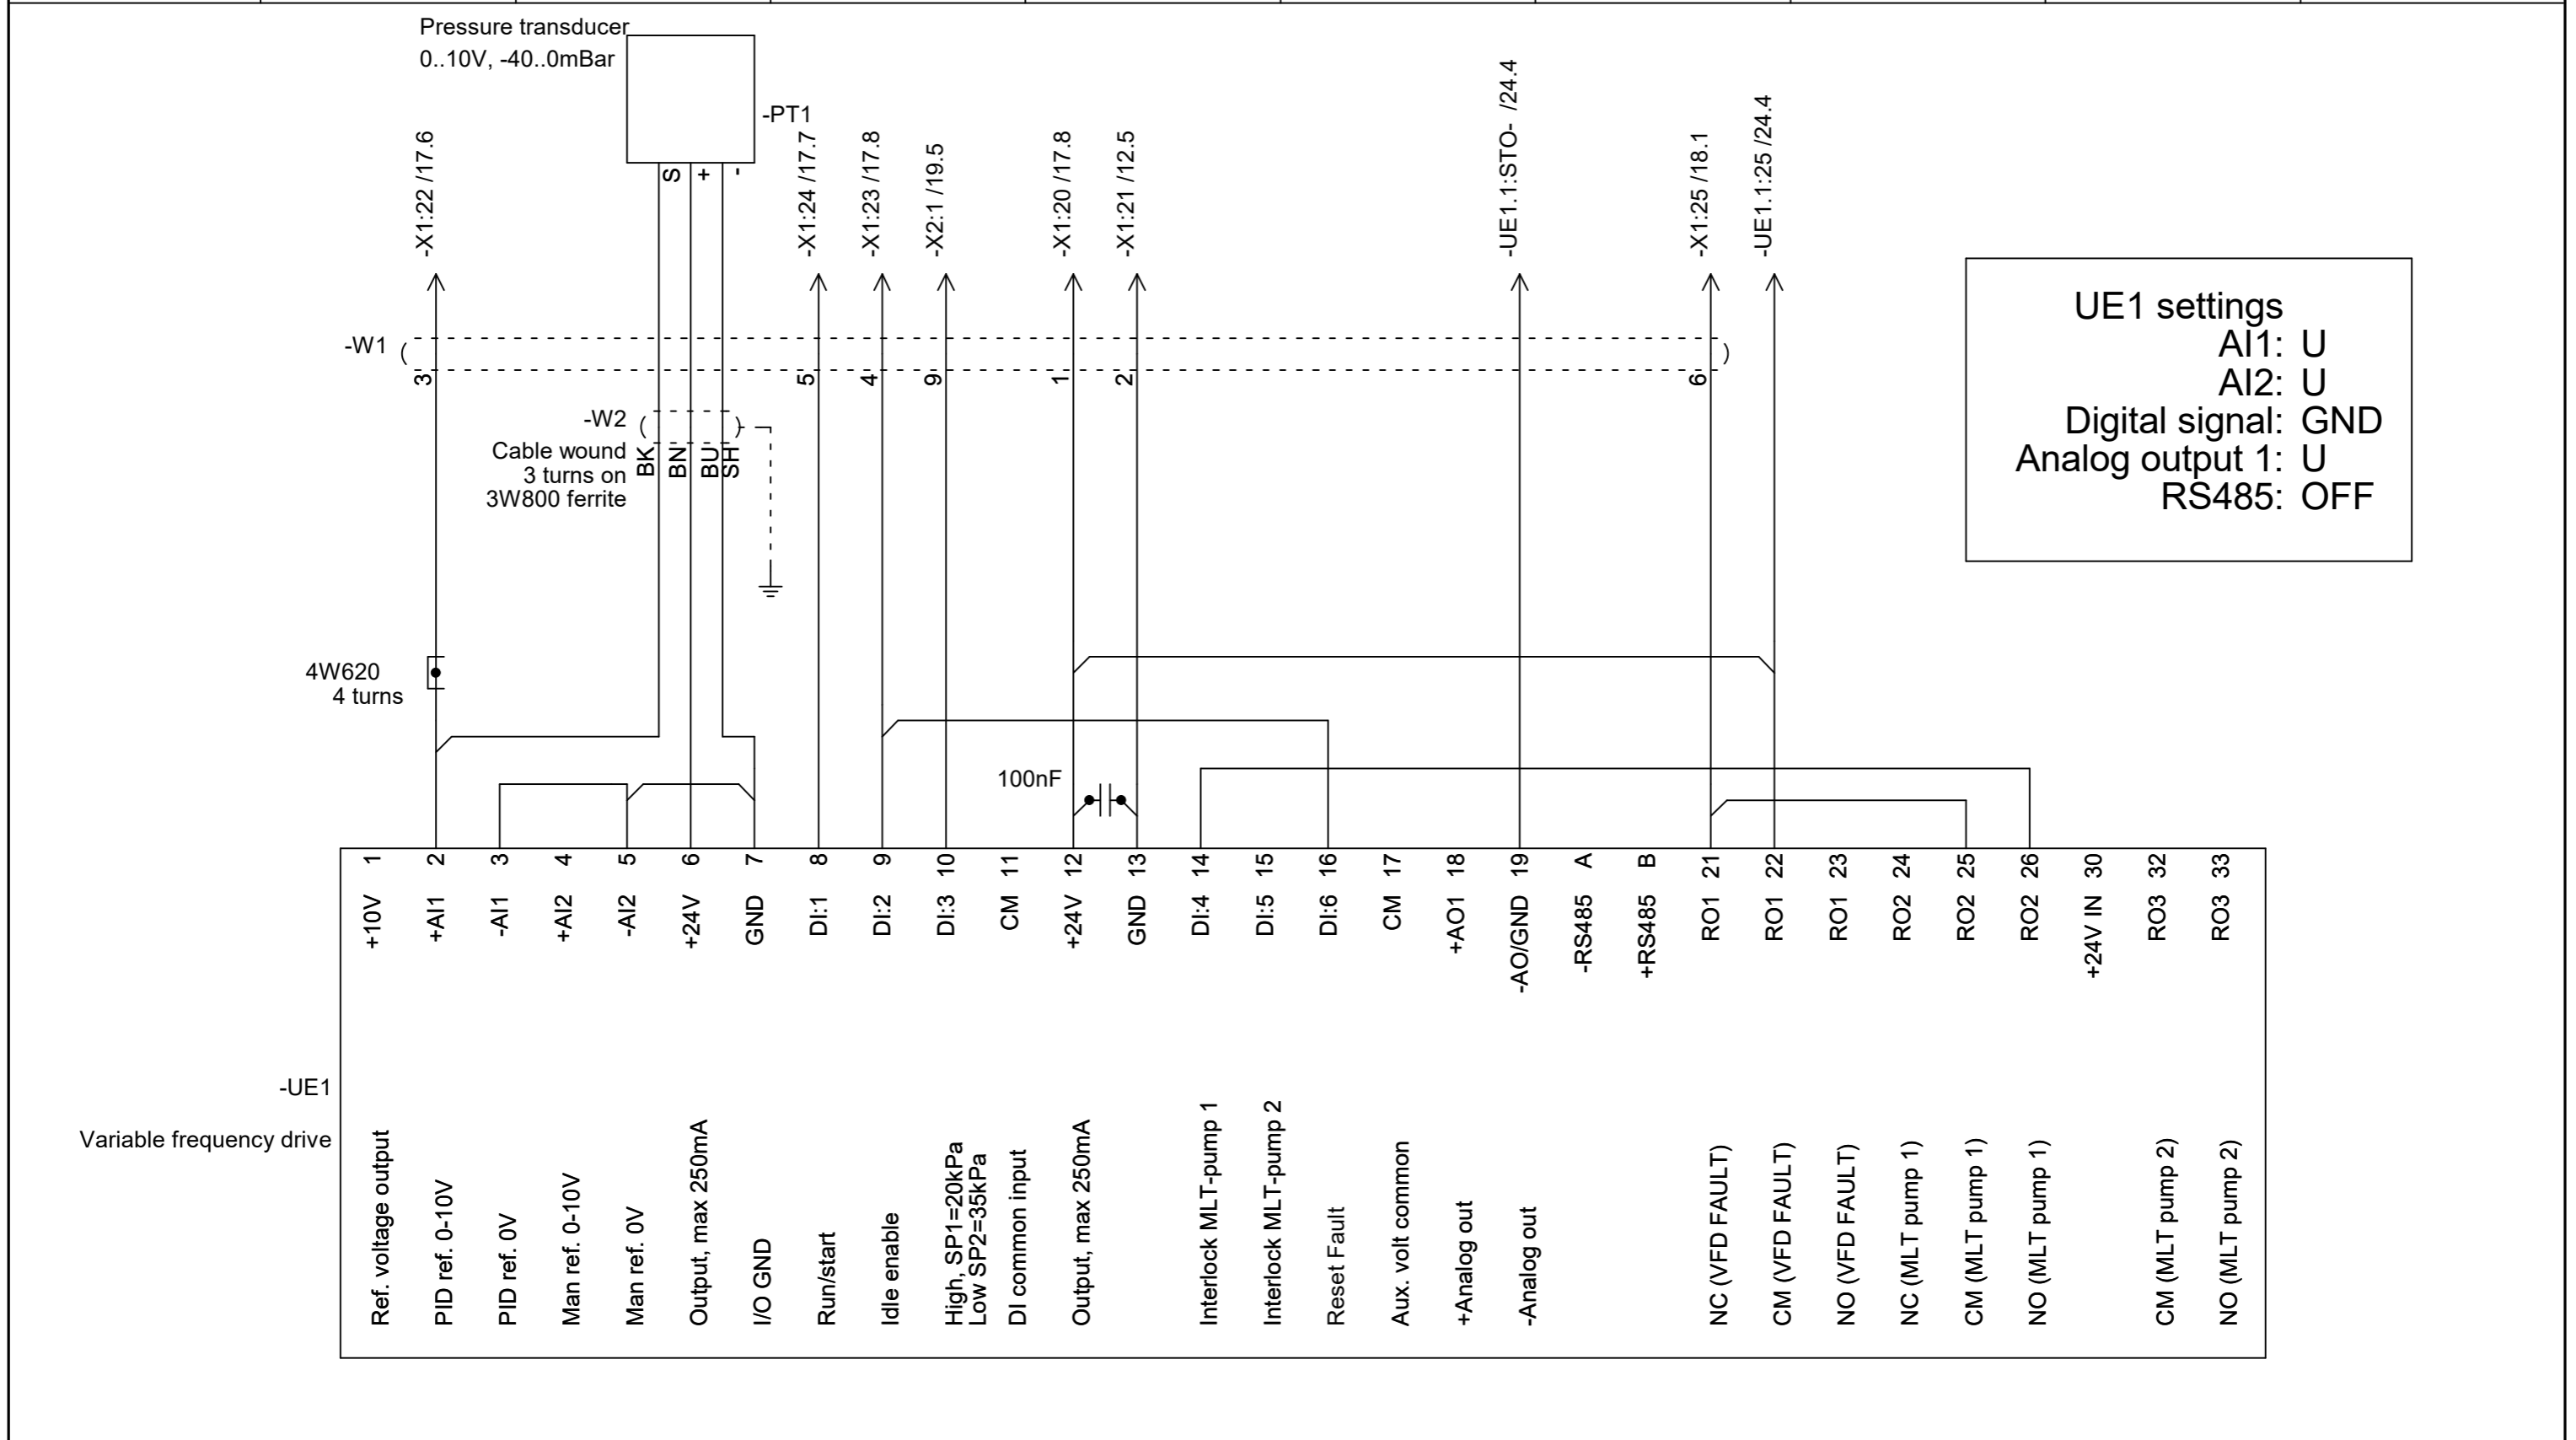 Pressure transducer
0..10V, -40..0mBar
-PT1
S
+
-
-X1:22 /17.6
-X1:24 /17.7
-X1:23 /17.8
-X2:1 /19.5
-X1:20 /17.8
-X1:21 /12.5
-UE1.1:STO- /24.4
-X1:25 /18.1
-UE1.1:25 /24.4
UE1 settings
AI1: U
AI2: U
Digital signal: GND
Analog output 1: U
RS485: OFF
-W1
3
5
4
9
1
2
6
-W2
Cable wound
3 turns on
3W800 ferrite
BK
BN
BU
SH
4W620
4 turns
100nF
+10V 1
+AI1 2
-AI1 3
+AI2 4
-AI2 5
+24V 6
GND 7
DI:1 8
DI:2 9
DI:3 10
CM 11
+24V 12
GND 13
DI:4 14
DI:5 15
DI:6 16
CM 17
+AO1 18
-AO/GND 19
-RS485 A
+RS485 B
RO1 21
RO1 22
RO1 23
RO2 24
RO2 25
RO2 26
+24V IN 30
RO3 32
RO3 33
-UE1
Variable frequency drive
Ref. voltage output
PID ref. 0-10V
PID ref. 0V
Man ref. 0-10V
Man ref. 0V
Output, max 250mA
I/O GND
Run/start
Idle enable
High, SP1=20kPa
Low SP2=35kPa
DI common input
Output, max 250mA
Interlock MLT-pump 1
Interlock MLT-pump 2
Reset Fault
Aux. volt common
+Analog out
-Analog out
NC (VFD FAULT)
CM (VFD FAULT)
NO (VFD FAULT)
NC (MLT pump 1)
CM (MLT pump 1)
NO (MLT pump 1)
CM (MLT pump 2)
NO (MLT pump 2)